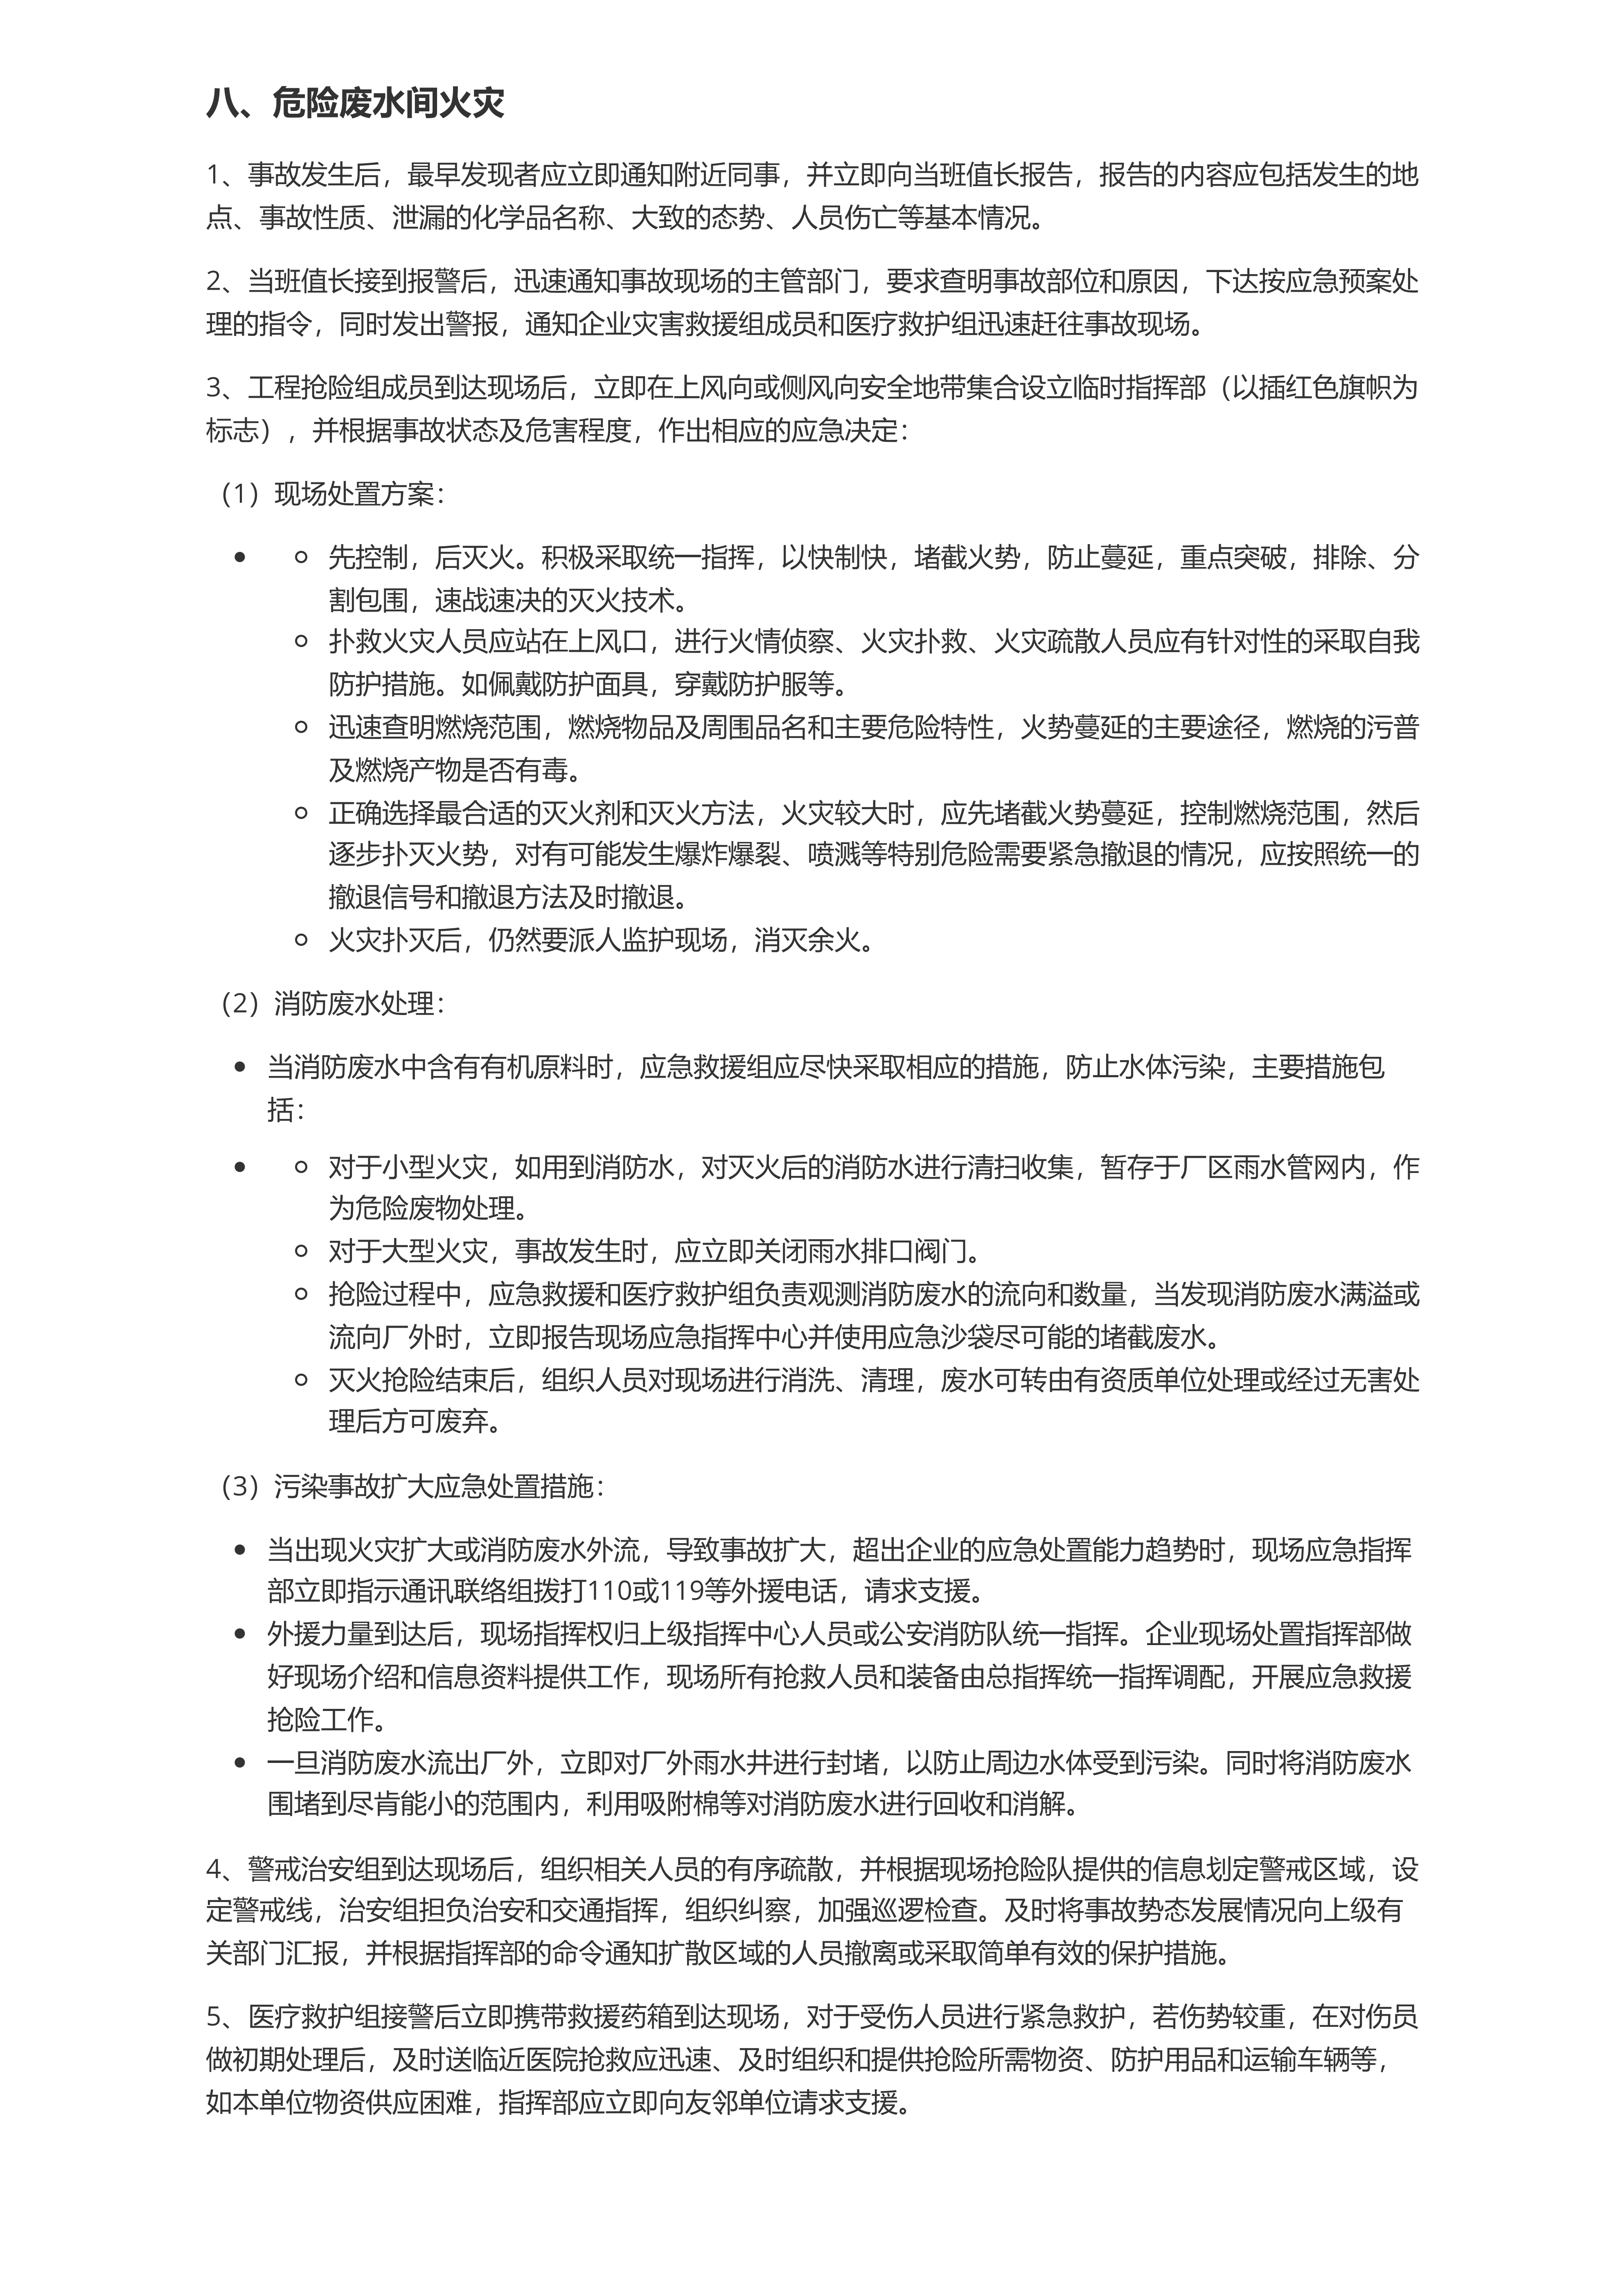 八、危险废水间火灾
1、事故发生后，最早发现者应立即通知附近同事，并立即向当班值长报告，报告的内容应包括发生的地
点、事故性质、泄漏的化学品名称、大致的态势、人员伤亡等基本情况。
2、当班值长接到报警后，迅速通知事故现场的主管部门，要求查明事故部位和原因，下达按应急预案处
理的指令，同时发出警报，通知企业灾害救援组成员和医疗救护组迅速赶往事故现场。
3、工程抢险组成员到达现场后，立即在上风向或侧风向安全地带集合设立临时指挥部（以插红色旗帜为
标志），并根据事故状态及危害程度，作出相应的应急决定：
（1）现场处置方案：
先控制，后灭火。积极采取统一指挥，以快制快，堵截火势，防止蔓延，重点突破，排除、分
割包围，速战速决的灭火技术。
扑救火灾人员应站在上风口，进行火情侦察、火灾扑救、火灾疏散人员应有针对性的采取自我
防护措施。如佩戴防护面具，穿戴防护服等。
迅速查明燃烧范围，燃烧物品及周围品名和主要危险特性，火势蔓延的主要途径，燃烧的污普
及燃烧产物是否有毒。
正确选择最合适的灭火剂和灭火方法，火灾较大时，应先堵截火势蔓延，控制燃烧范围，然后
逐步扑灭火势，对有可能发生爆炸爆裂、喷溅等特别危险需要紧急撤退的情况，应按照统一的
撤退信号和撤退方法及时撤退。
火灾扑灭后，仍然要派人监护现场，消灭余火。
（2）消防废水处理：
当消防废水中含有有机原料时，应急救援组应尽快采取相应的措施，防止水体污染，主要措施包
括：
对于小型火灾，如用到消防水，对灭火后的消防水进行清扫收集，暂存于厂区雨水管网内，作
为危险废物处理。
对于大型火灾，事故发生时，应立即关闭雨水排口阀门。
抢险过程中，应急救援和医疗救护组负责观测消防废水的流向和数量，当发现消防废水满溢或
流向厂外时，立即报告现场应急指挥中心并使用应急沙袋尽可能的堵截废水。
灭火抢险结束后，组织人员对现场进行消洗、清理，废水可转由有资质单位处理或经过无害处
理后方可废弃。
（3）污染事故扩大应急处置措施：
当出现火灾扩大或消防废水外流，导致事故扩大，超出企业的应急处置能力趋势时，现场应急指挥
部立即指示通讯联络组拨打110或119等外援电话，请求支援。
外援力量到达后，现场指挥权归上级指挥中心人员或公安消防队统一指挥。企业现场处置指挥部做
好现场介绍和信息资料提供工作，现场所有抢救人员和装备由总指挥统一指挥调配，开展应急救援
抢险工作。
一旦消防废水流出厂外，立即对厂外雨水井进行封堵，以防止周边水体受到污染。同时将消防废水
围堵到尽肯能小的范围内，利用吸附棉等对消防废水进行回收和消解。
4、警戒治安组到达现场后，组织相关人员的有序疏散，并根据现场抢险队提供的信息划定警戒区域，设
定警戒线，治安组担负治安和交通指挥，组织纠察，加强巡逻检查。及时将事故势态发展情况向上级有
关部门汇报，并根据指挥部的命令通知扩散区域的人员撤离或采取简单有效的保护措施。
5、医疗救护组接警后立即携带救援药箱到达现场，对于受伤人员进行紧急救护，若伤势较重，在对伤员
做初期处理后，及时送临近医院抢救应迅速、及时组织和提供抢险所需物资、防护用品和运输车辆等，
如本单位物资供应困难，指挥部应立即向友邻单位请求支援。